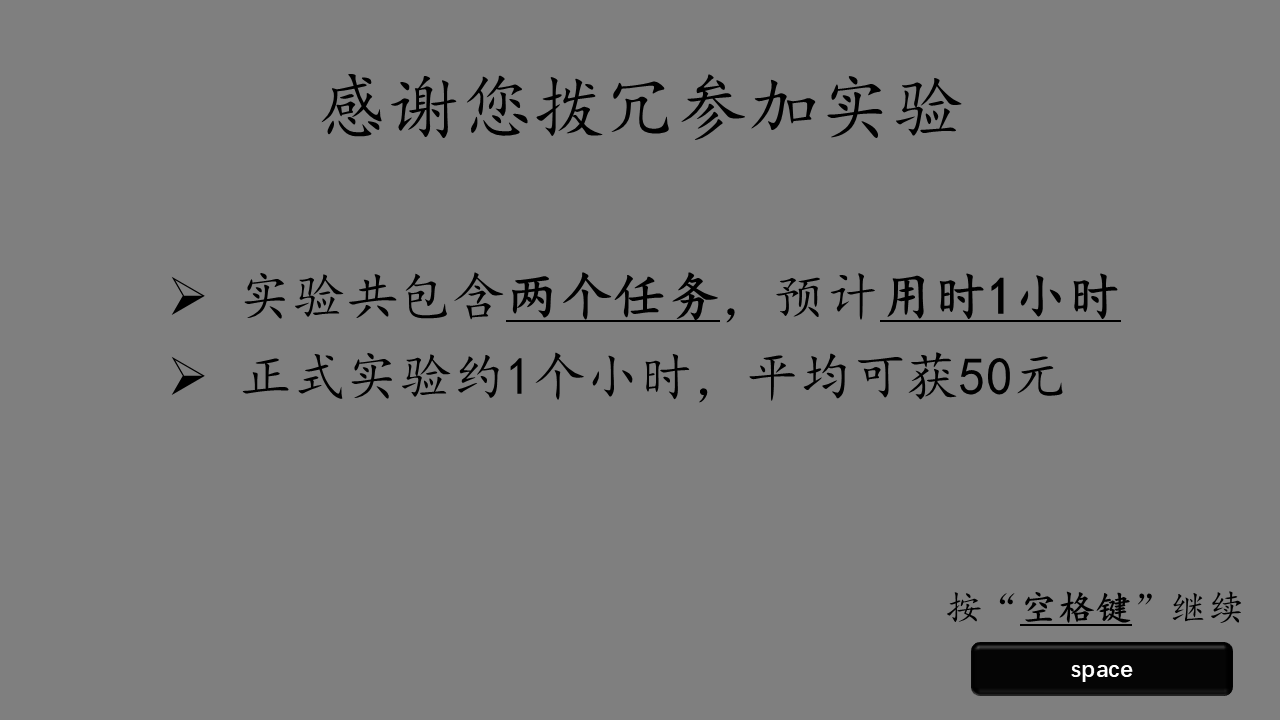 感谢您拨冗参加实验
➢ 实验共包含两个任务，预计用时1小时
➢ 正式实验约1个小时，平均可获50元
按“空格键”继续
space